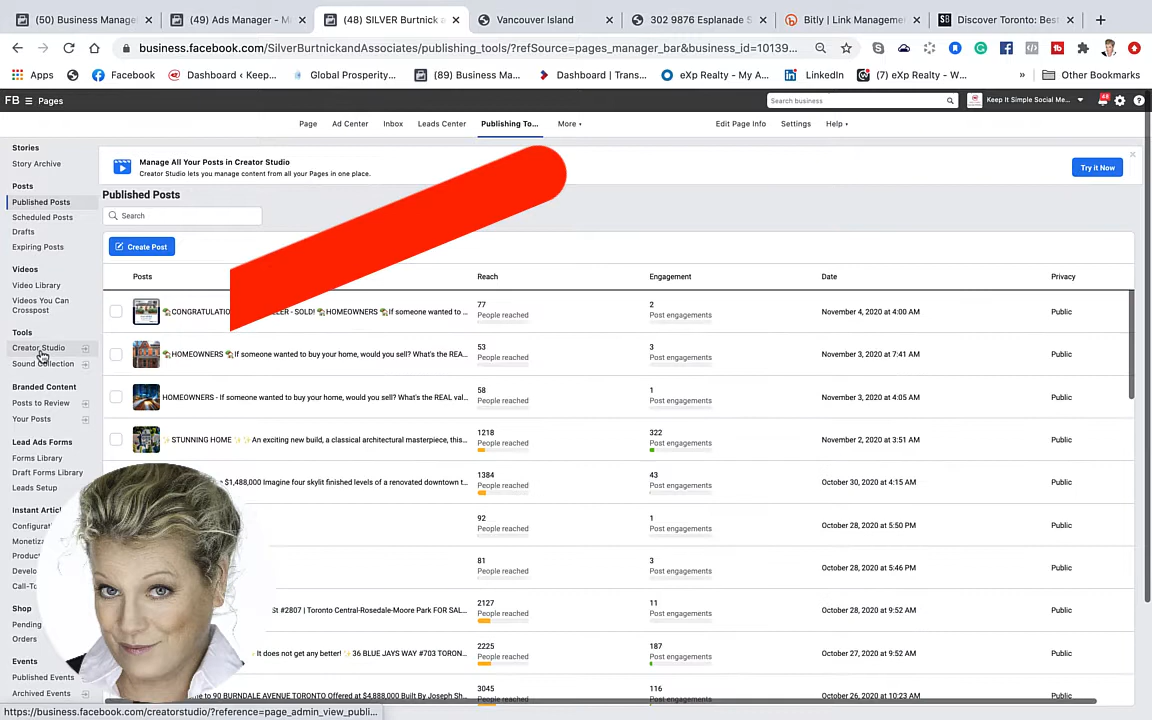 (50) Business Manage
(49) Ads Manager - M
(48) SILVER Burtnick a
Vancouver Island
302 9876 Esplanade S
Bitly | Link Manageme
Discover Toronto: Bes
business.facebook.com/SilverBurtnickandAssociates/publishing_tools/?refSource=pages_manager_bar&business_id=10139...
Apps
Facebook
Dashboard ‹ Keep...
Global Prosperity...
(89) Business Ma...
Dashboard | Trans...
eXp Realty - My A...
LinkedIn
(7) eXp Realty - W...
»
Other Bookmarks
FB
Pages
Search business
Keep It Simple Social Me...
48
Page
Ad Center
Inbox
Leads Center
Publishing To...
More
Edit Page Info
Settings
Help
Stories
Story Archive
Manage All Your Posts in Creator Studio
Creator Studio lets you manage content from all your Pages in one place.
Try it Now
Posts
Published Posts
Scheduled Posts
Drafts
Expiring Posts
Videos
Video Library
Videos You Can
Crosspost
Tools
Creator Studio
Sound Collection
Branded Content
Posts to Review
Your Posts
Lead Ads Forms
Forms Library
Draft Forms Library
Leads Setup
Instant Artic
Configurati
Monetiz
Product
Develo
Call-To
Shop
Pending
Orders
Events
Published Events
Archived Events
Published Posts
Search
Create Post
Posts
Reach
Engagement
Date
Privacy
CONGRATULATIO
LER - SOLD! HOMEOWNERS If someone wanted to ...
77
People reached
2
Post engagements
November 4, 2020 at 4:00 AM
Public
HOMEOWNERS If someone wanted to buy your home, would you sell? What's the REA...
53
People reached
3
Post engagements
November 3, 2020 at 7:41 AM
Public
HOMEOWNERS - If someone wanted to buy your home, would you sell? What's the REAL val...
58
People reached
1
Post engagements
November 3, 2020 at 4:05 AM
Public
STUNNING HOME An exciting new build, a classical architectural masterpiece, this...
1218
People reached
322
Post engagements
November 2, 2020 at 3:51 AM
Public
$1,488,000 Imagine four skylit finished levels of a renovated downtown t...
1384
People reached
43
Post engagements
October 30, 2020 at 4:15 AM
Public
92
People reached
1
Post engagements
October 28, 2020 at 5:50 PM
Public
81
People reached
3
Post engagements
October 28, 2020 at 5:46 PM
Public
St #2807 | Toronto Central-Rosedale-Moore Park FOR SAL...
2127
People reached
11
Post engagements
October 28, 2020 at 9:52 AM
Public
It does not get any better! 36 BLUE JAYS WAY #703 TORON...
2225
People reached
187
Post engagements
October 27, 2020 at 9:52 AM
Public
to 90 BURNDALE AVENUE TORONTO Offered at $4,888,000 Built By Joseph Sh...
3045
People reached
116
Post engagements
October 26, 2020 at 10:23 AM
Public
https://business.facebook.com/creatorstudio/?reference=page_admin_view_publi...